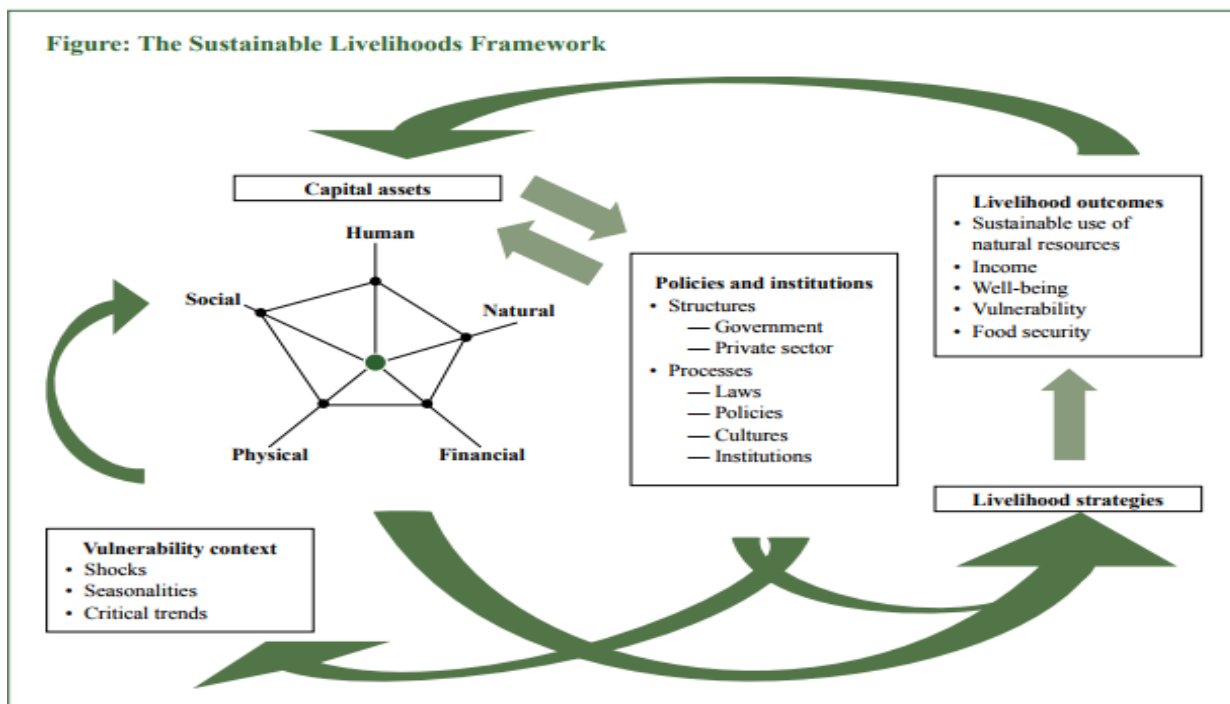 Figure: The Sustainable Livelihoods Framework
Capital assets
Human
Social
Natural
Physical
Financial
Policies and institutions
• Structures
— Government
— Private sector
• Processes
— Laws
— Policies
— Cultures
— Institutions
Livelihood outcomes
• Sustainable use of
natural resources
• Income
• Well-being
• Vulnerability
• Food security
Livelihood strategies
Vulnerability context
• Shocks
• Seasonalities
• Critical trends